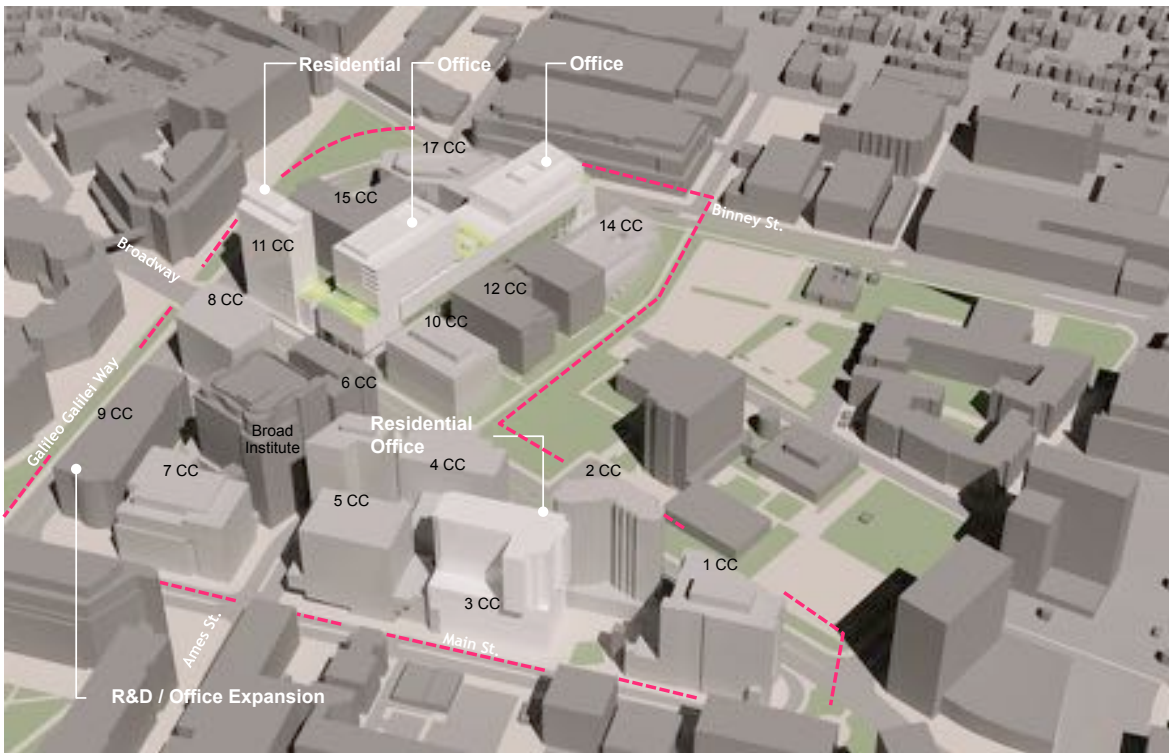 Residential
Office
Office
17 CC
15 CC
Binney St.
14 CC
11 CC
Broadway
12 CC
8 CC
10 CC
6 CC
Galileo Galilei Way
9 CC
Residential
Office
Broad
Institute
4 CC
2 CC
7 CC
5 CC
1 CC
3 CC
Main St.
Ames St.
R&D / Office Expansion